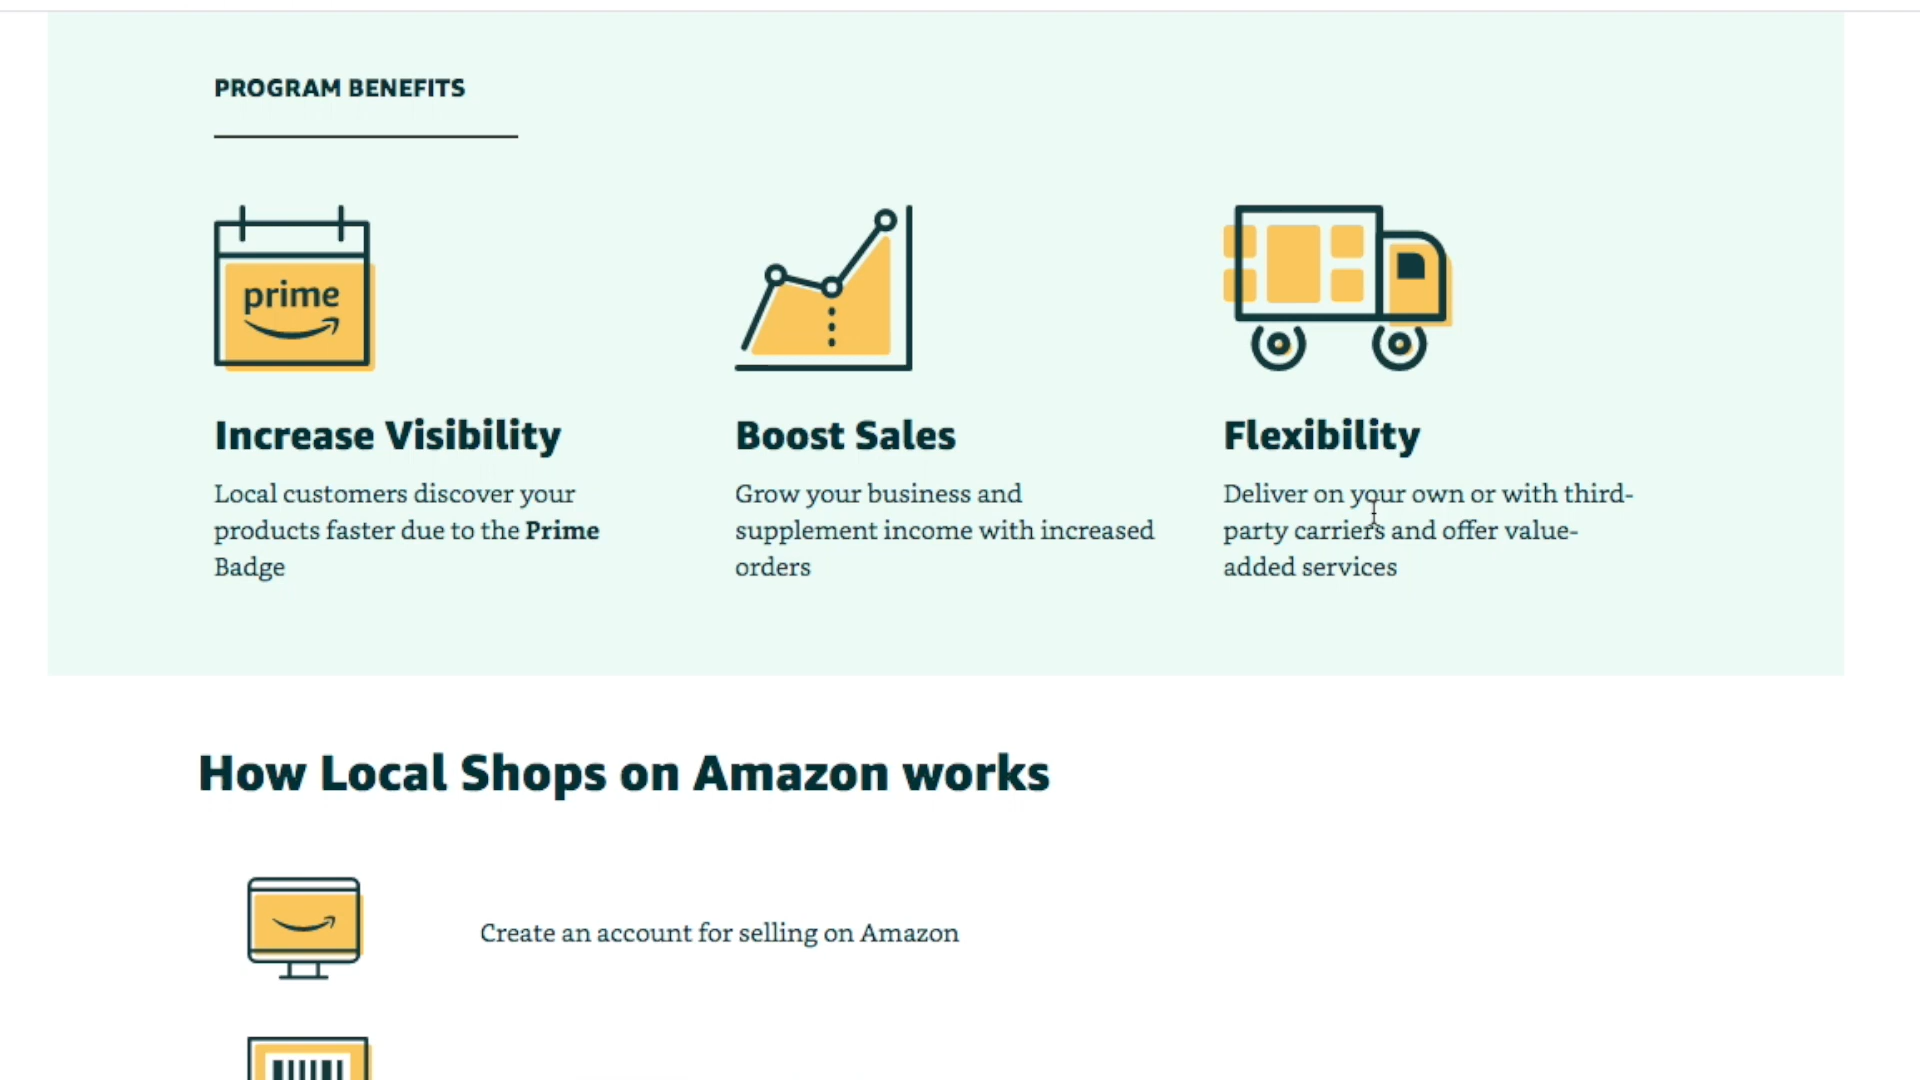 PROGRAM BENEFITS
prime
Increase Visibility
Local customers discover your
products faster due to the Prime
Badge
Boost Sales
Grow your business and
supplement income with increased
orders
Flexibility
Deliver on your own or with third-
party carriers and offer value-
added services
How Local Shops on Amazon works
Create an account for selling on Amazon